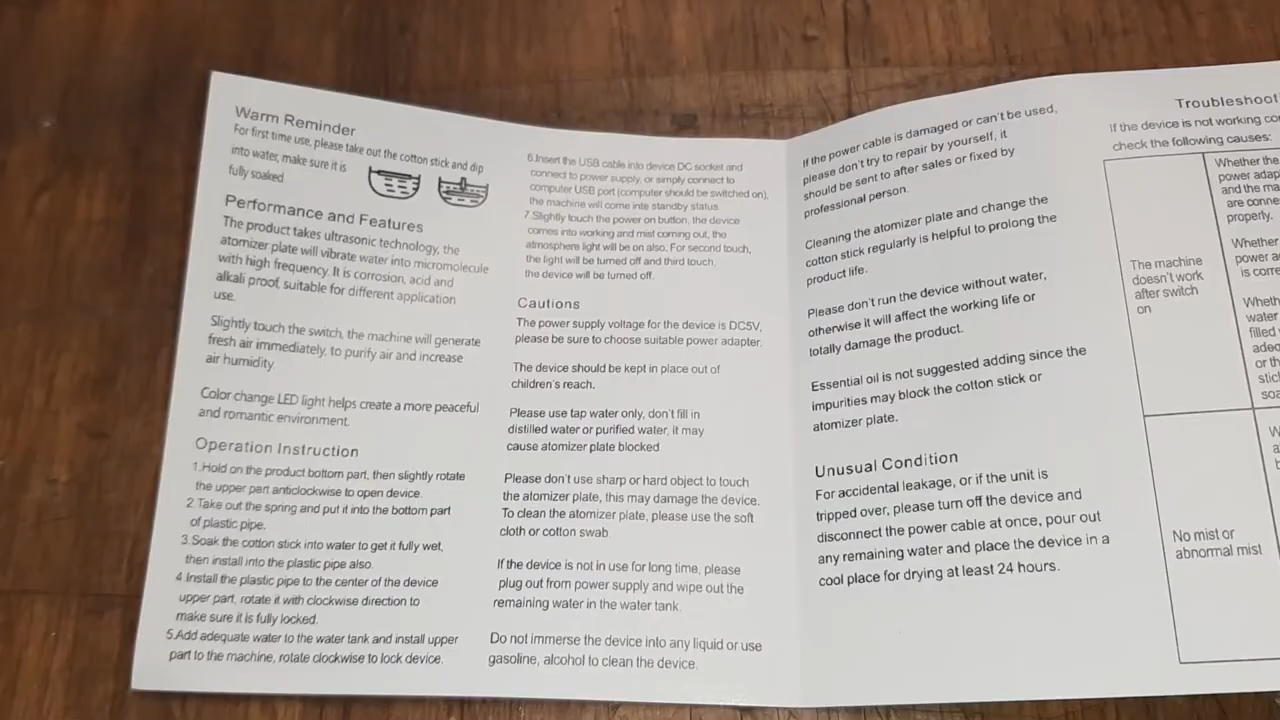 Warm Reminder
For first time use, please take out the cotton stick and dip
into water, make sure it is
fully soaked.
Performance and Features
The product takes ultrasonic technology, the
atomizer plate will vibrate water into micromolecule
with high frequency. It is corrosion, acid and
alkali proof, suitable for different application
use.
Slightly touch the switch, the machine will generate
fresh air immediately, to purify air and increase
air humidity.
Color change LED light helps create a more peaceful
and romantic environment.
Operation Instruction
1.Hold on the product bottom part, then slightly rotate
the upper part anticlockwise to open device.
2.Take out the spring and put it into the bottom part
of plastic pipe.
3.Soak the cotton stick into water to get it fully wet,
then install into the plastic pipe also.
4.Install the plastic pipe to the center of the device
upper part, rotate it with clockwise direction to
make sure it is fully locked.
5.Add adequate water to the water tank and install upper
part to the machine, rotate clockwise to lock device.
6.Insert the USB cable into device DC socket and
connect to power supply, or simply connect to
computer USB port (computer should be switched on),
the machine will come inte standby status.
7.Slightly touch the power on button, the device
comes into working and mist coming out, the
atmosphere light will be on also. For second touch,
the light will be turned off and third touch,
the device will be turned off.
Cautions
The power supply voltage for the device is DC5V,
please be sure to choose suitable power adapter.
The device should be kept in place out of
children's reach.
Please use tap water only, don't fill in
distilled water or purified water, it may
cause atomizer plate blocked
Please don't use sharp or hard object to touch
the atomizer plate, this may damage the device.
To clean the atomizer plate, please use the soft
cloth or cotton swab.
If the device is not in use for long time, please
plug out from power supply and wipe out the
remaining water in the water tank.
Do not immerse the device into any liquid or use
gasoline, alcohol to clean the device.
If the power cable is damaged or can't be used,
please don't try to repair by yourself, it
should be sent to after sales or fixed by
professional person.
Cleaning the atomizer plate and change the
cotton stick regularly is helpful to prolong the
product life.
Please don't run the device without water,
otherwise it will affect the working life or
totally damage the product.
Essential oil is not suggested adding since the
impurities may block the cotton stick or
atomizer plate.
Unusual Condition
For accidental leakage, or if the unit is
tripped over, please turn off the device and
disconnect the power cable at once, pour out
any remaining water and place the device in a
cool place for drying at least 24 hours.
Troubleshoot
If the device is not working co
check the following causes:
The machine
doesn't work
after switch
on
Whether the
power adap
and the ma
are conne
properly.
Whether
power a
is corre
Wheth
water
filled
adec
or th
stic
soa
No mist or
abnormal mist